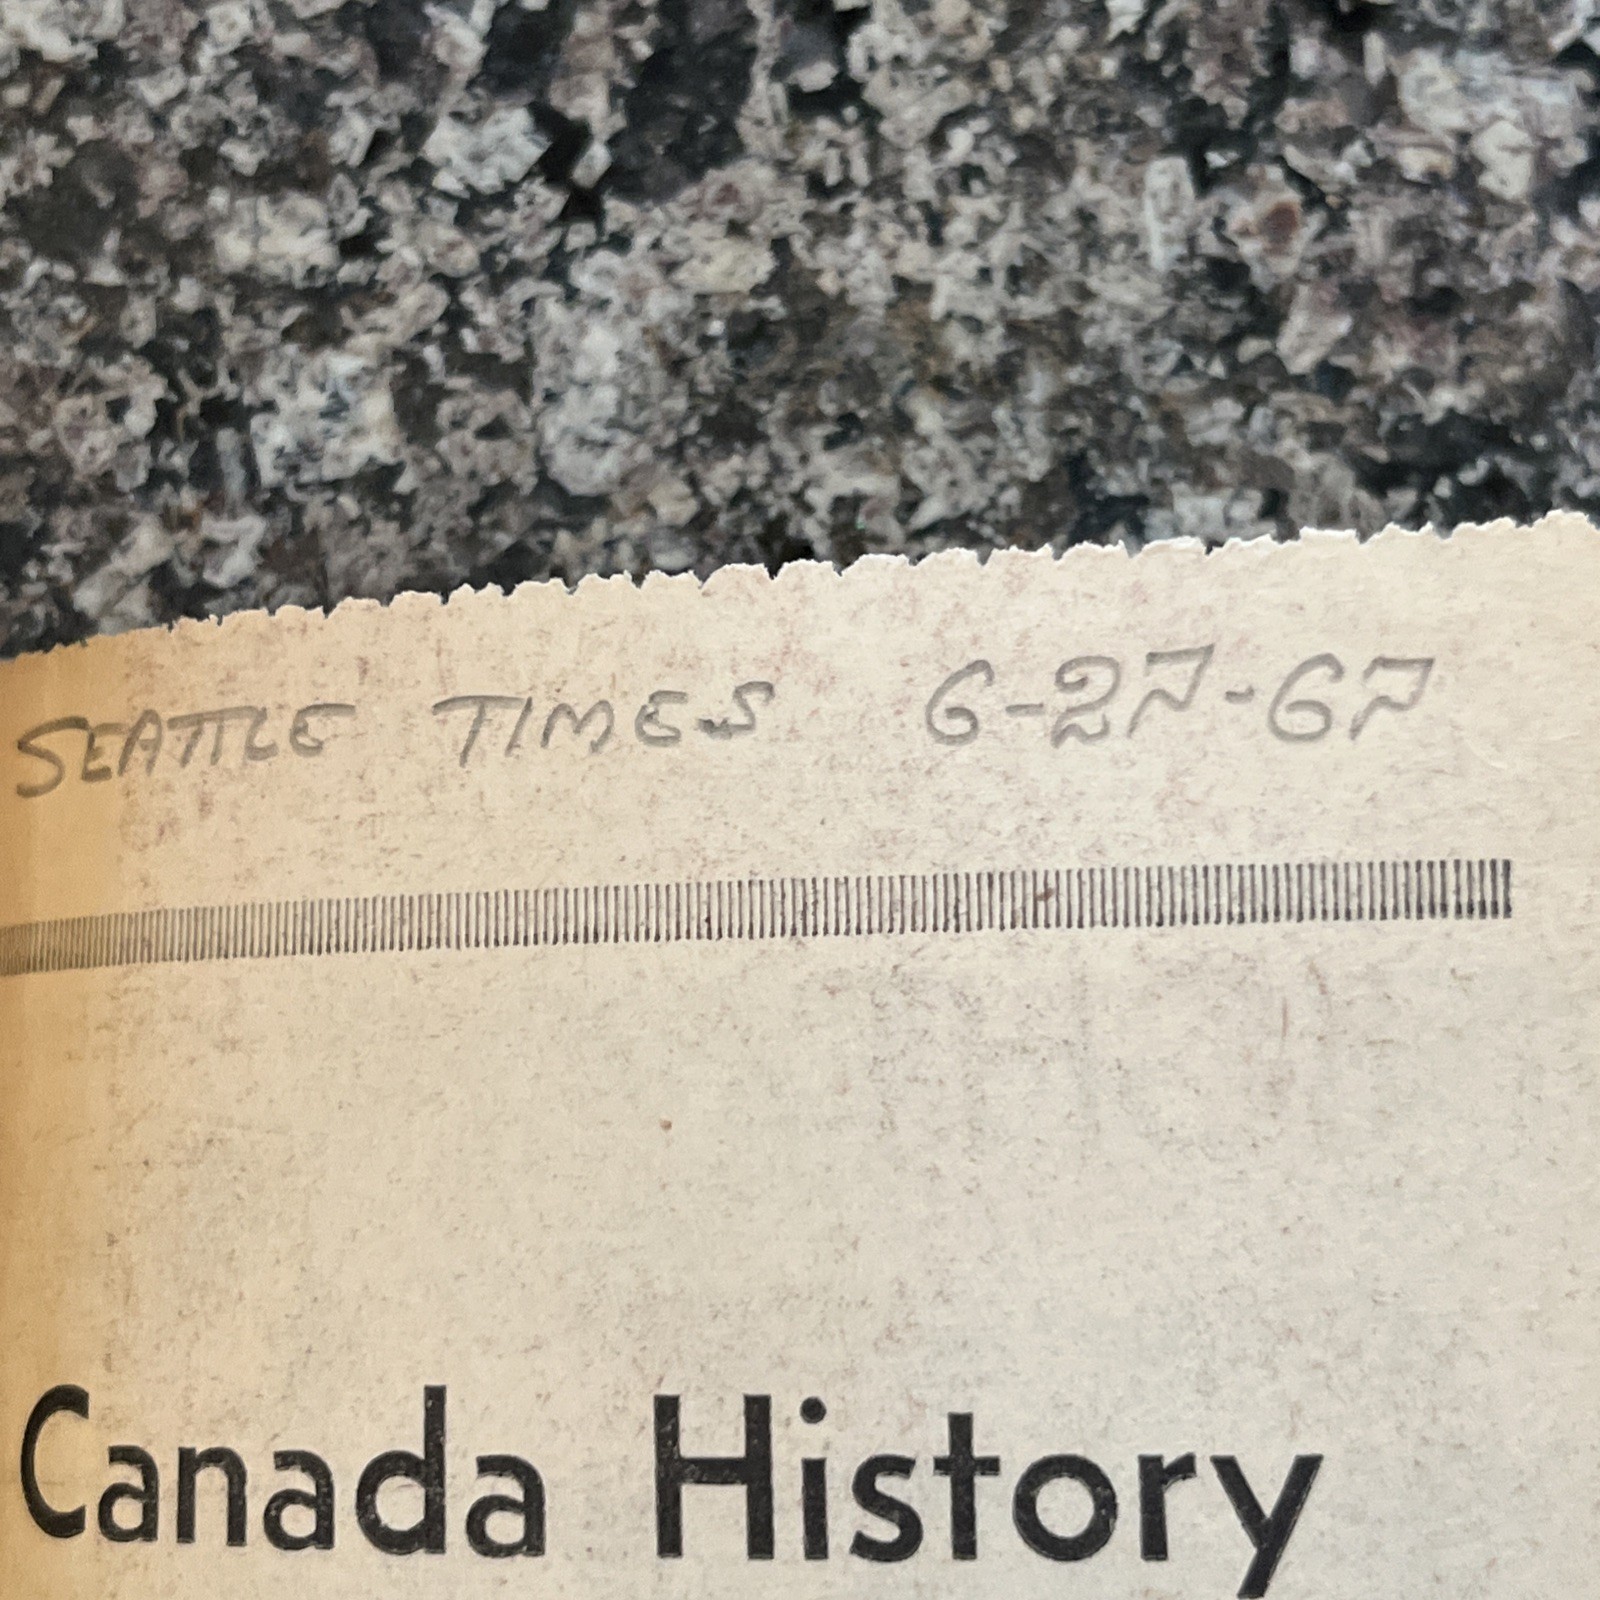 SEATTLE TIMES 6-27-67
Canada History